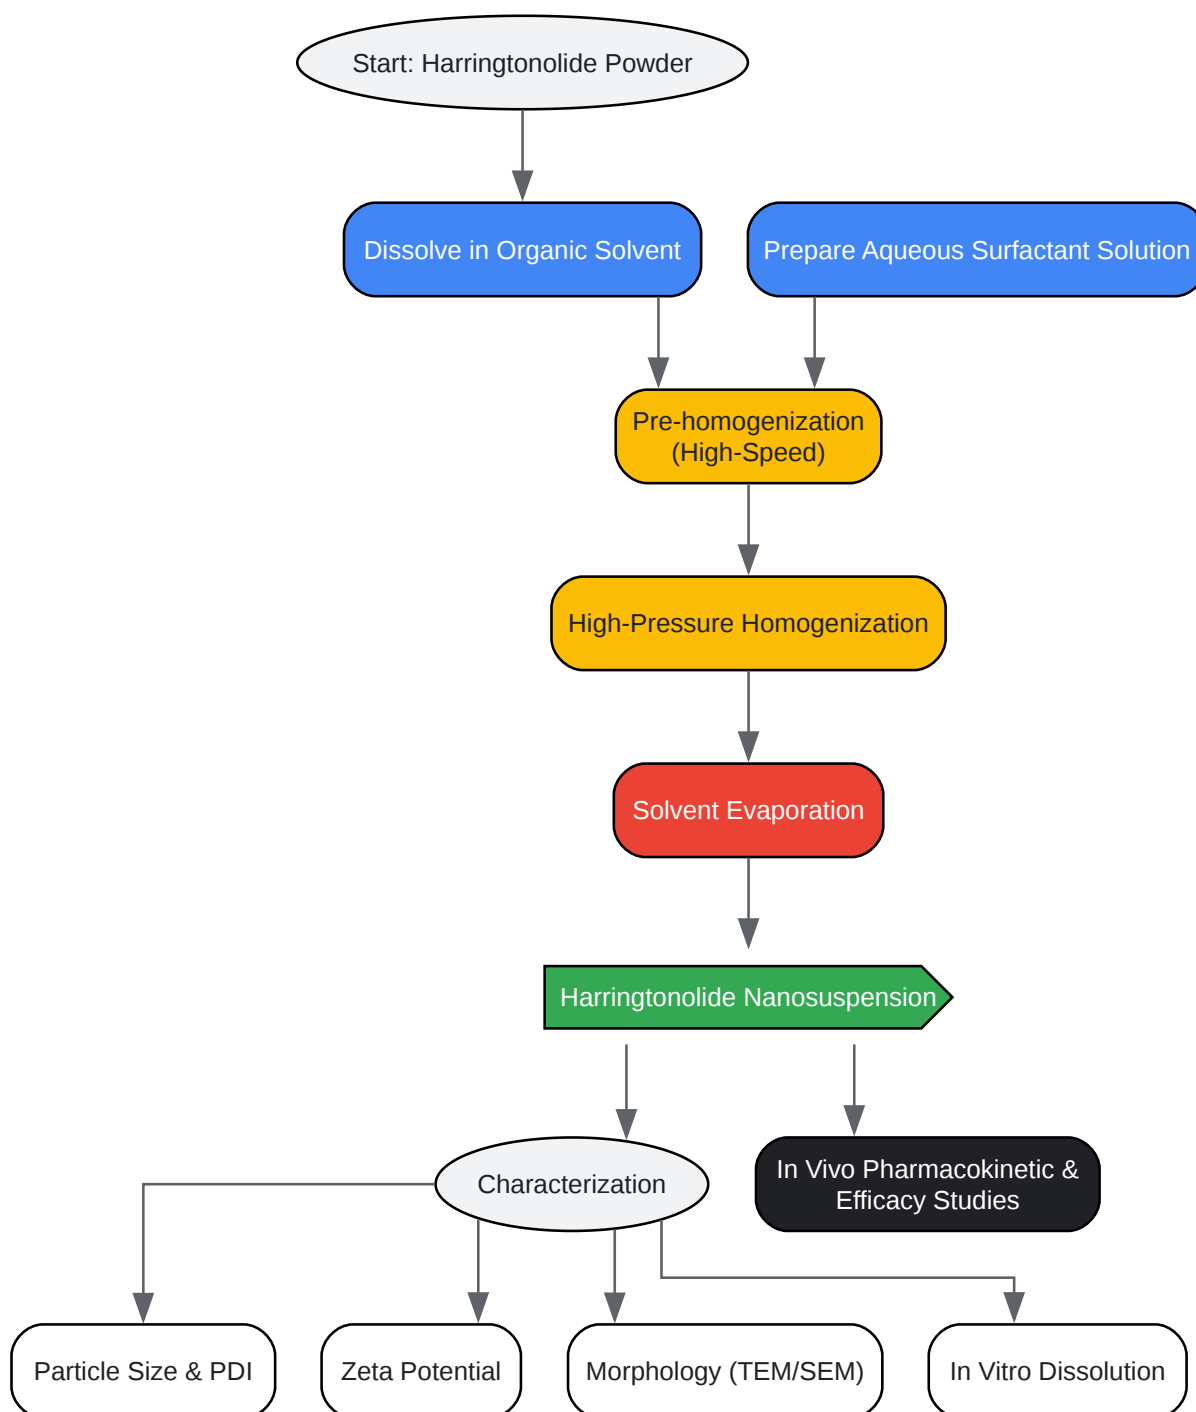 Start: Harringtonolide Powder
Dissolve in Organic Solvent
Prepare Aqueous Surfactant Solution
Pre-homogenization
(High-Speed)
High-Pressure Homogenization
Solvent Evaporation
Harringtonolide Nanosuspension
Characterization
In Vivo Pharmacokinetic &
Efficacy Studies
Particle Size & PDI
Zeta Potential
Morphology (TEM/SEM)
In Vitro Dissolution